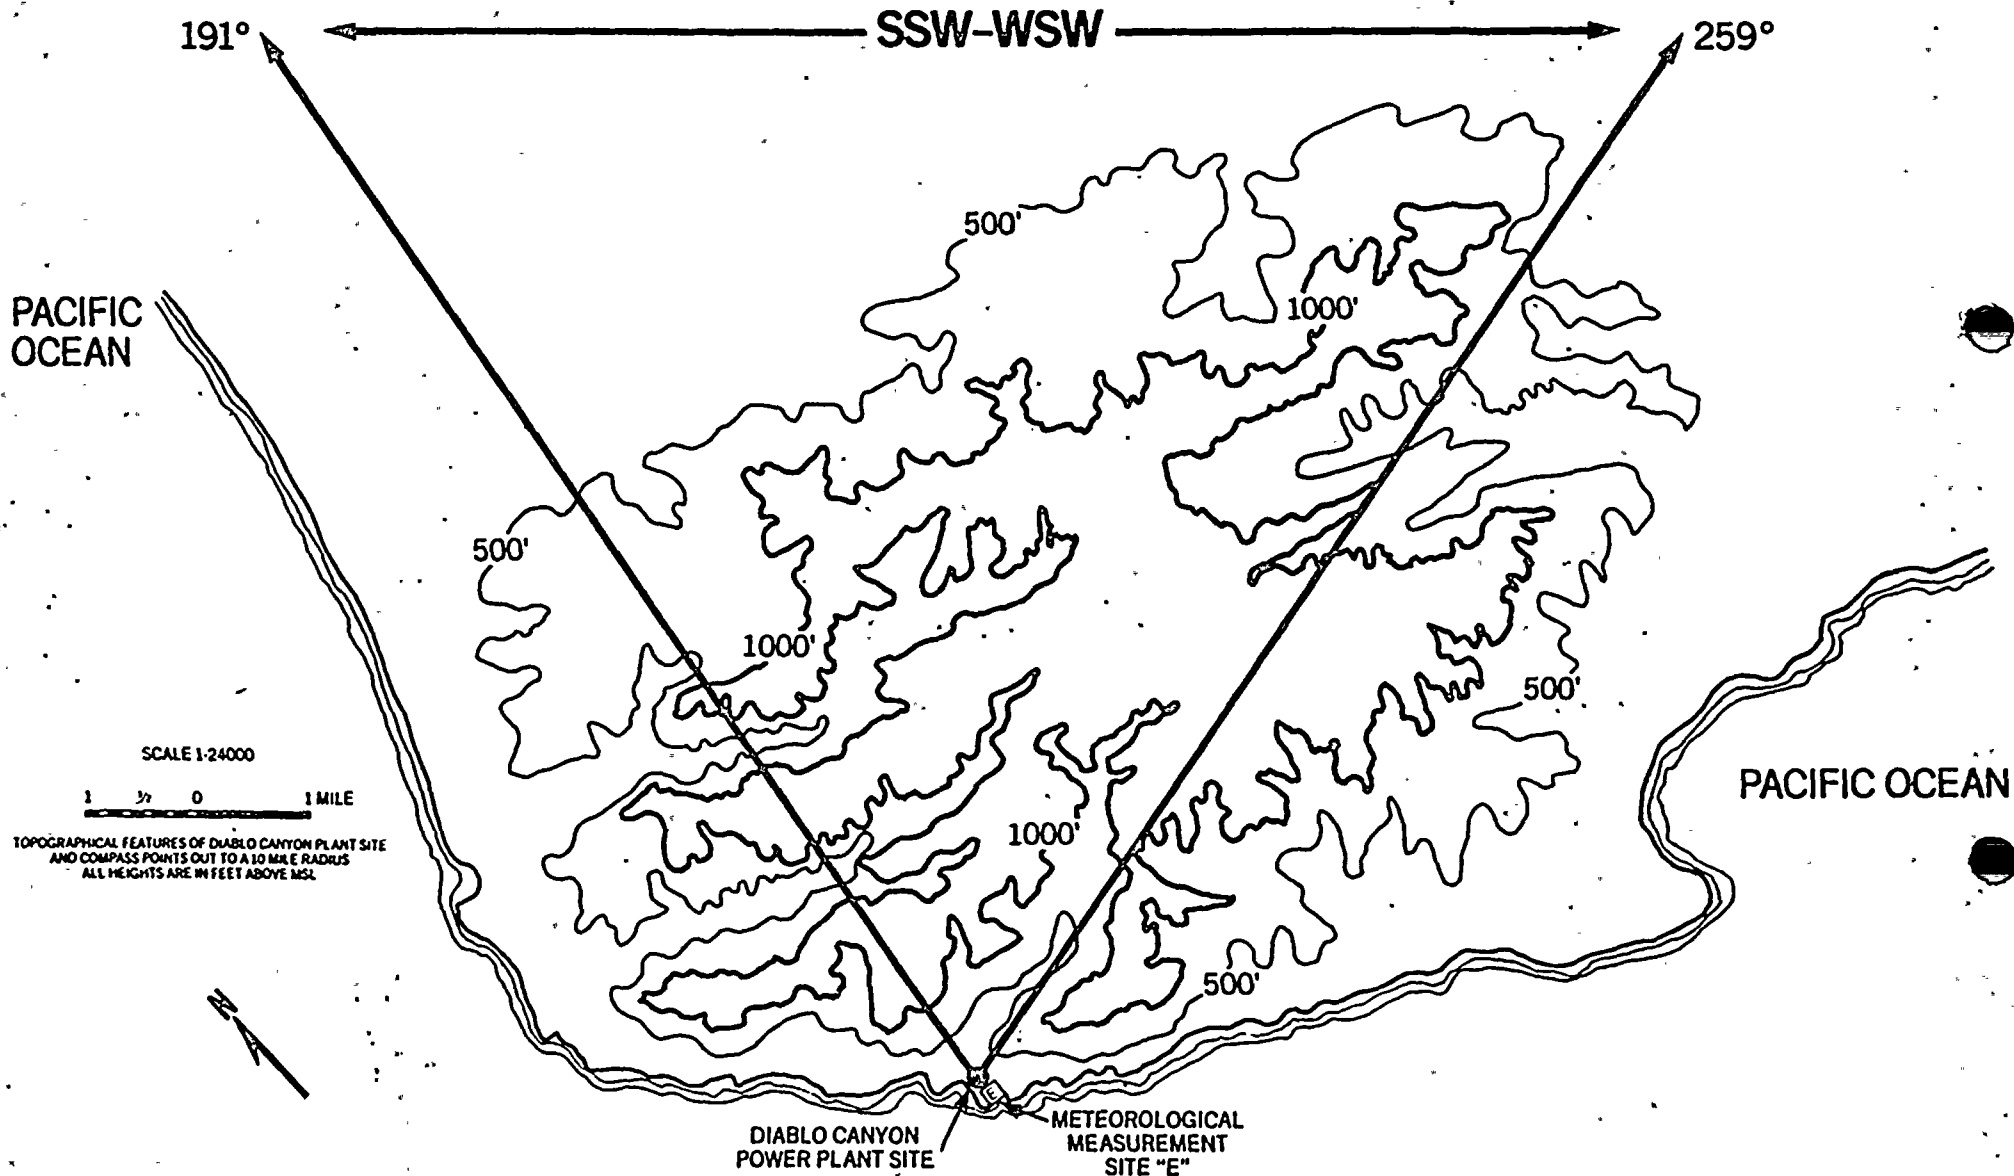 191°
SSW-WSW
259°
500'
PACIFIC
OCEAN
1000'
500'
1000'
500'
SCALE 1-24000
1 ½ 0 1 MILE
PACIFIC OCEAN
TOPOGRAPHICAL FEATURES OF DIABLO CANYON PLANT SITE
AND COMPASS POINTS OUT TO A 10 MILE RADIUS
ALL HEIGHTS ARE IN FEET ABOVE MSL
1000'
500'
N
E
METEOROLOGICAL
MEASUREMENT
SITE "E"
DIABLO CANYON
POWER PLANT SITE